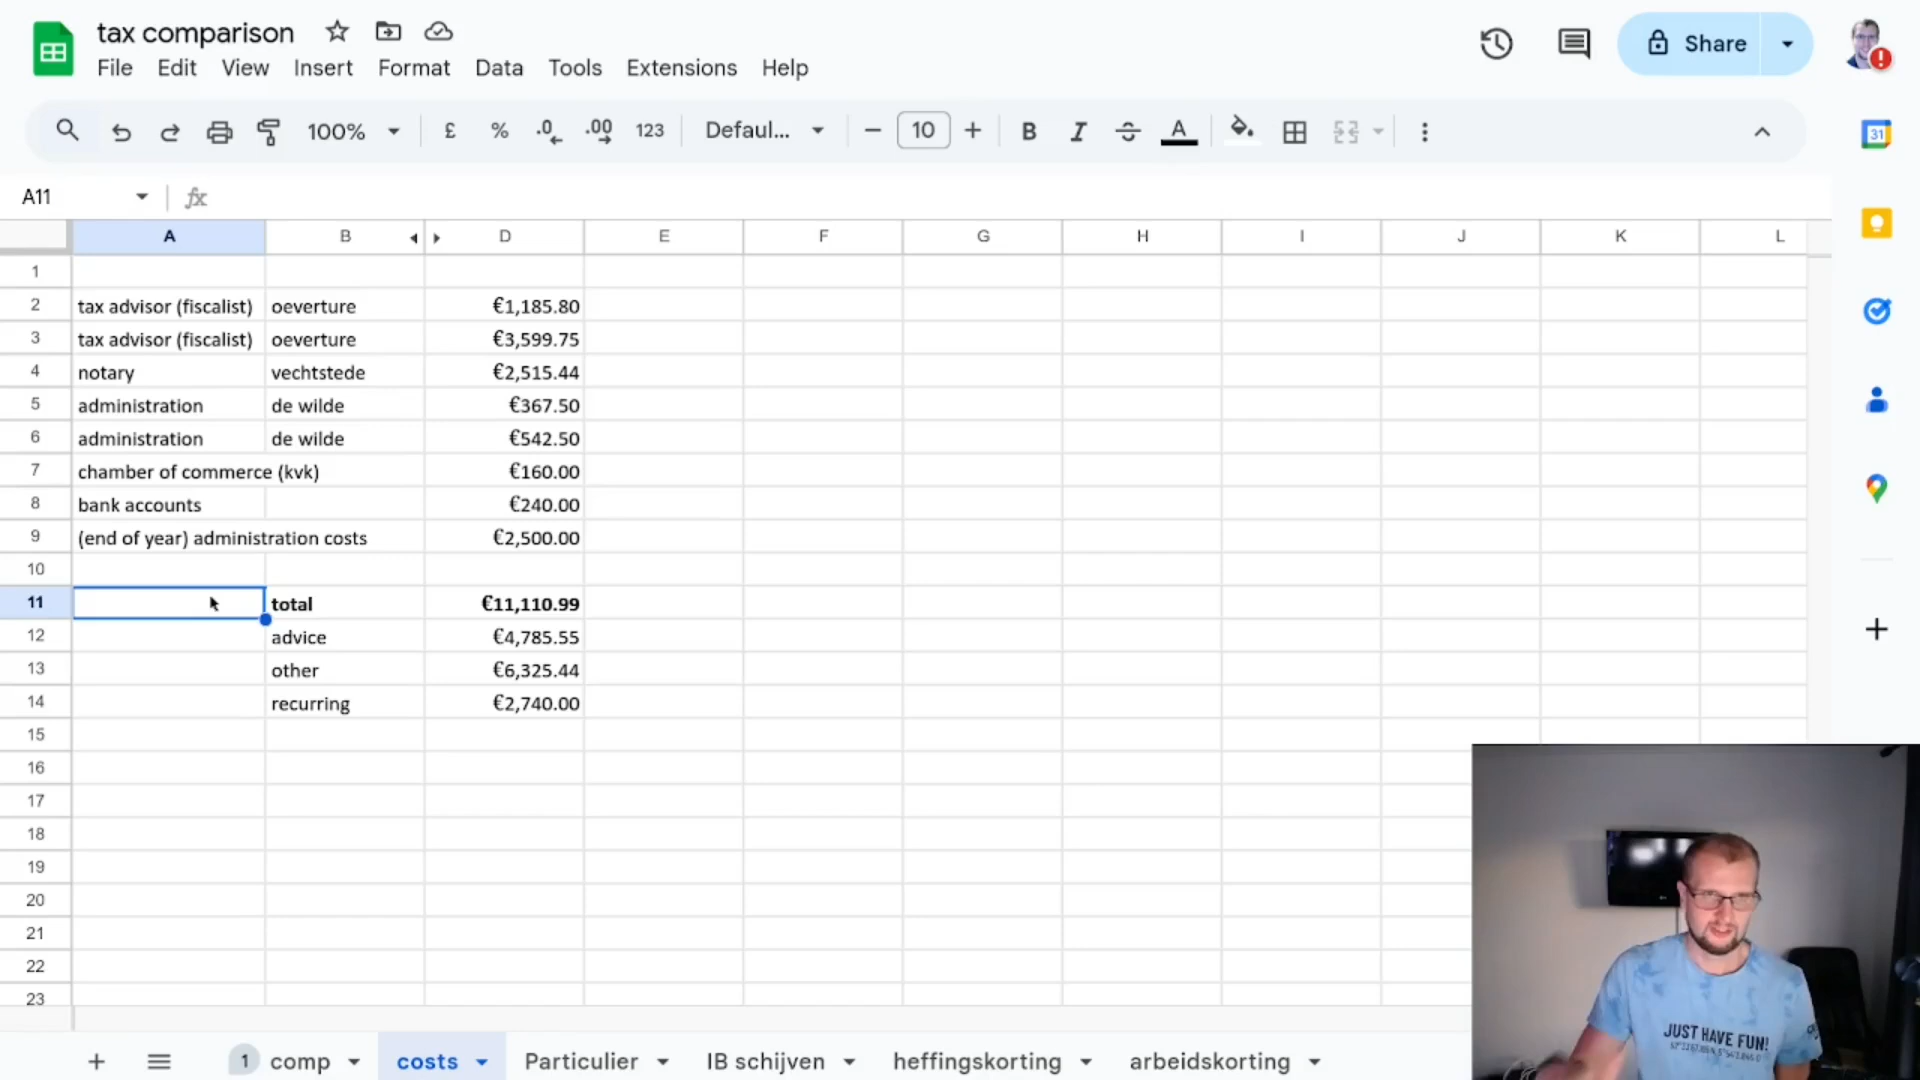 tax comparison
Share
File Edit View Insert Format Data Tools Extensions Help
100% £ % .0 .00 123 Defaul... 10 B I A
31
A11 fx
A B D E F G H I J K L
1
2 tax advisor (fiscalist) oeverture €1,185.80
3 tax advisor (fiscalist) oeverture €3,599.75
4 notary vechtstede €2,515.44
5 administration de wilde €367.50
6 administration de wilde €542.50
7 chamber of commerce (kvk) €160.00
8 bank accounts €240.00
9 (end of year) administration costs €2,500.00
10
11 total €11,110.99
12 advice €4,785.55
13 other €6,325.44
14 recurring €2,740.00
15
16
17
18
19
20
21
22
23
JUST HAVE FUN!
1 comp costs Particulier IB schijven heffingskorting arbeidskorting